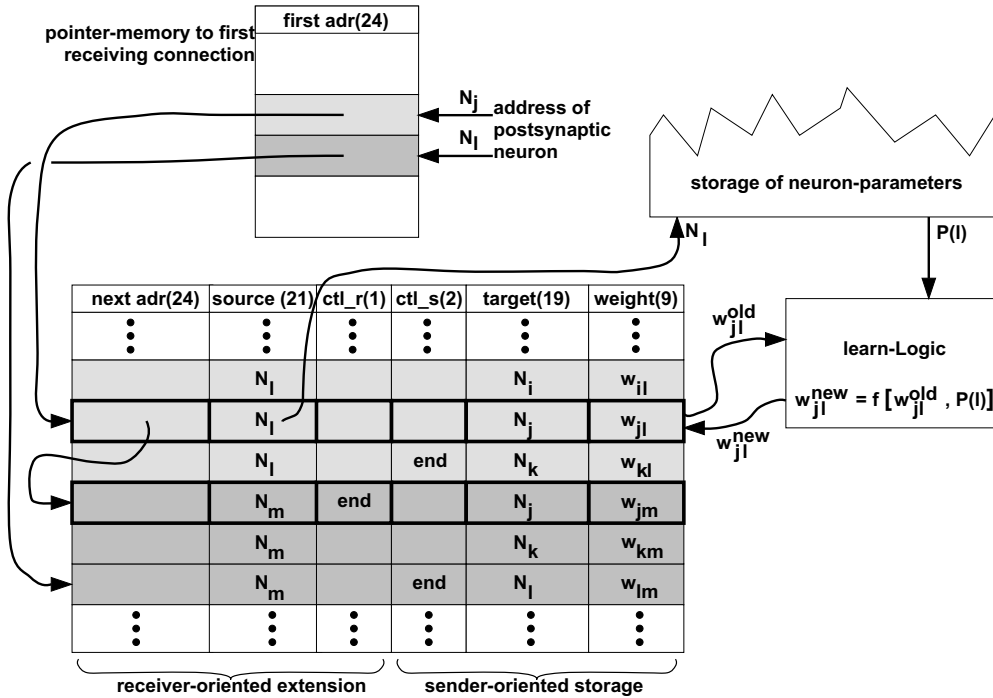 first adr(24)
pointer-memory to first
receiving connection
N_j
address of
postsynaptic
neuron
N_l
storage of neuron-parameters
N_l
P(l)
next adr(24) source (21) ctl_r(1) ctl_s(2) target(19) weight(9)
N_l N_i w_il
N_l N_j w_jl
N_l end N_k w_kl
N_m end N_j w_jm
N_m N_k w_km
N_m end N_l w_lm
w_jl^old
learn-Logic
w_jl^new = f [ w_jl^old , P(l)]
w_jl^new
receiver-oriented extension sender-oriented storage